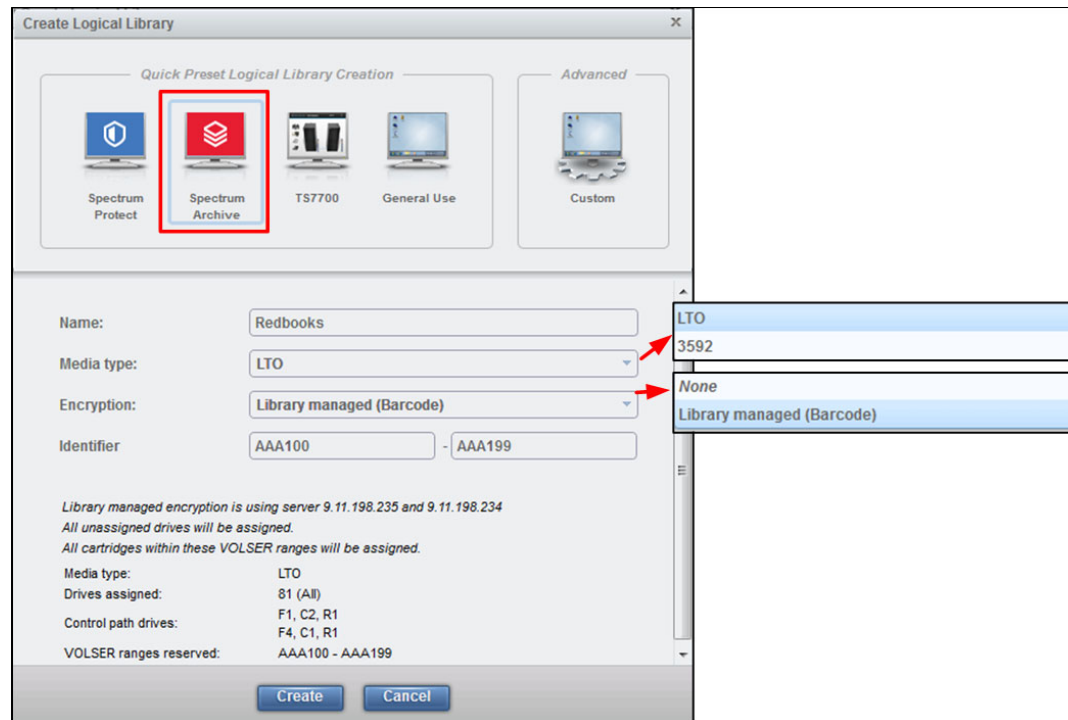 Create Logical Library x
Quick Preset Logical Library Creation
Advanced
Spectrum
Protect
Spectrum
Archive
TS7700
General Use
Custom
Name: Redbooks
Media type: LTO
Encryption: Library managed (Barcode)
Identifier AAA100 - AAA199
LTO
3592
None
Library managed (Barcode)
Library managed encryption is using server 9.11.198.235 and 9.11.198.234
All unassigned drives will be assigned.
All cartridges within these VOLSER ranges will be assigned.
Media type: LTO
Drives assigned: 81 (All)
Control path drives: F1, C2, R1
F4, C1, R1
VOLSER ranges reserved: AAA100 - AAA199
Create Cancel